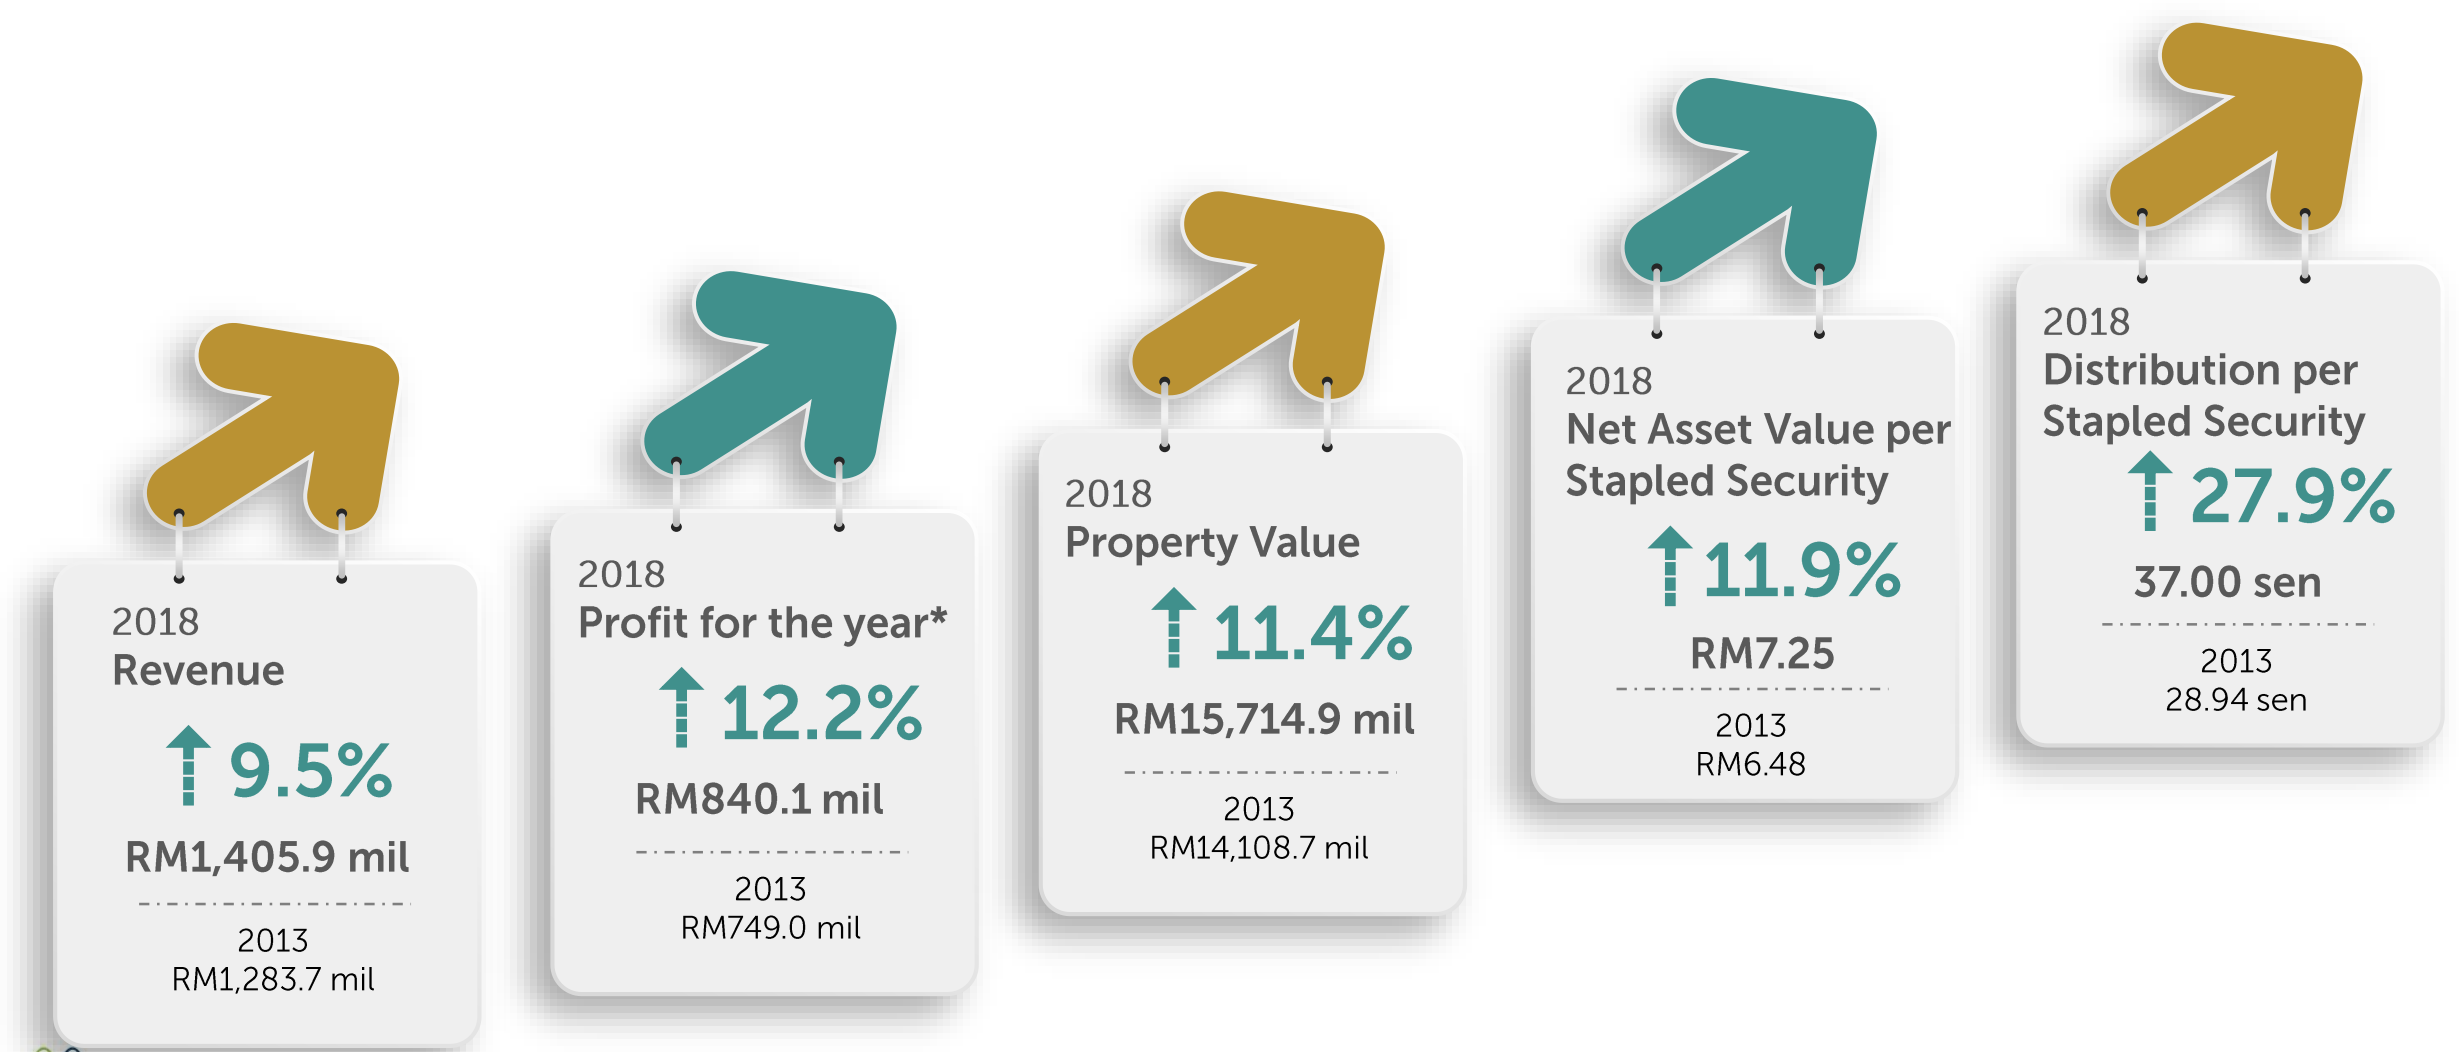 2018
Revenue
9.5%
RM1,405.9 mil
2013
RM1,283.7 mil
2018
Profit for the year*
12.2%
RM840.1 mil
2013
RM749.0 mil
2018
Property Value
11.4%
RM15,714.9 mil
2013
RM14,108.7 mil
2018
Net Asset Value per
Stapled Security
11.9%
RM7.25
2013
RM6.48
2018
Distribution per
Stapled Security
27.9%
37.00 sen
2013
28.94 sen